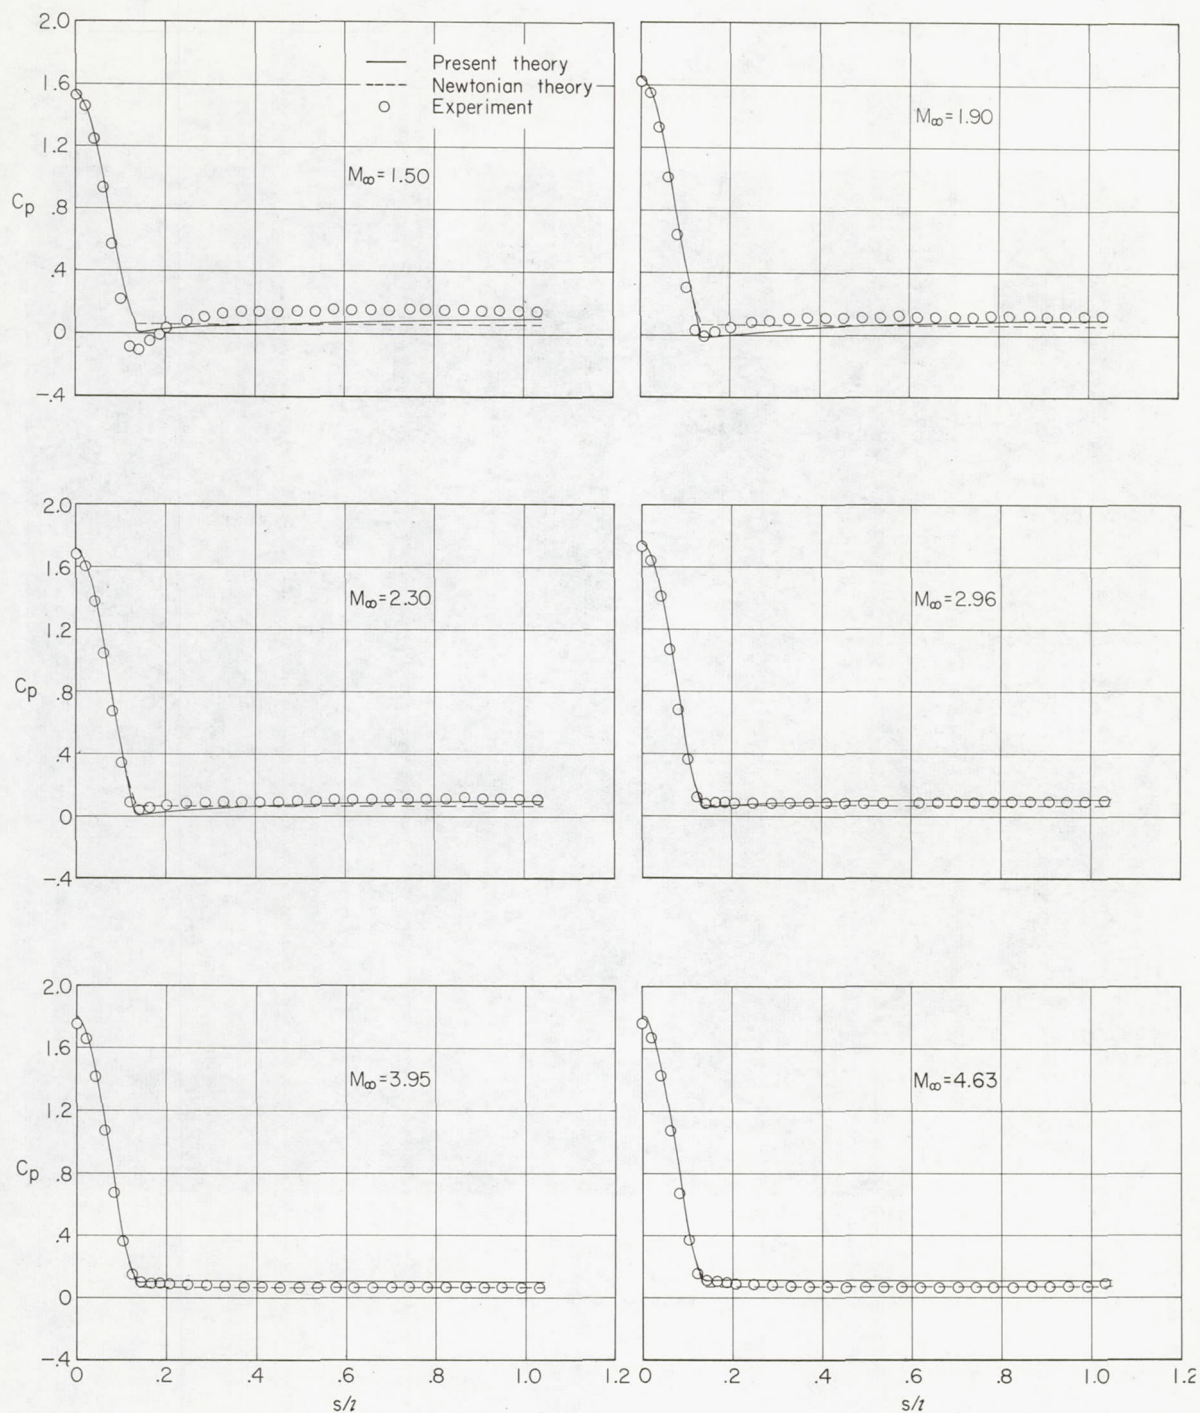 2.0
1.6
1.2
.8
.4
0
-.4
Cp
Present theory
Newtonian theory
Experiment
M∞=1.50
M∞=1.90
2.0
1.6
1.2
.8
.4
0
-.4
Cp
M∞=2.30
M∞=2.96
2.0
1.6
1.2
.8
.4
0
-.4
Cp
M∞=3.95
M∞=4.63
0 .2 .4 .6 .8 1.0 1.2
s/l
0 .2 .4 .6 .8 1.0 1.2
s/l